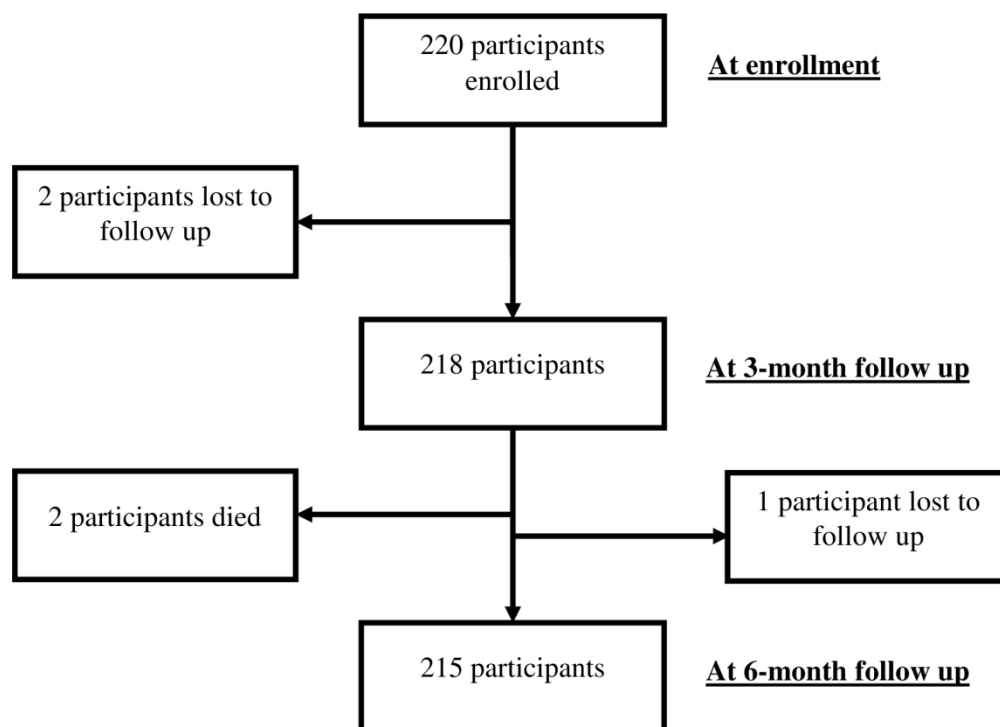 220 participants
enrolled
At enrollment
2 participants lost to
follow up
218 participants
At 3-month follow up
2 participants died
1 participant lost to
follow up
215 participants
At 6-month follow up